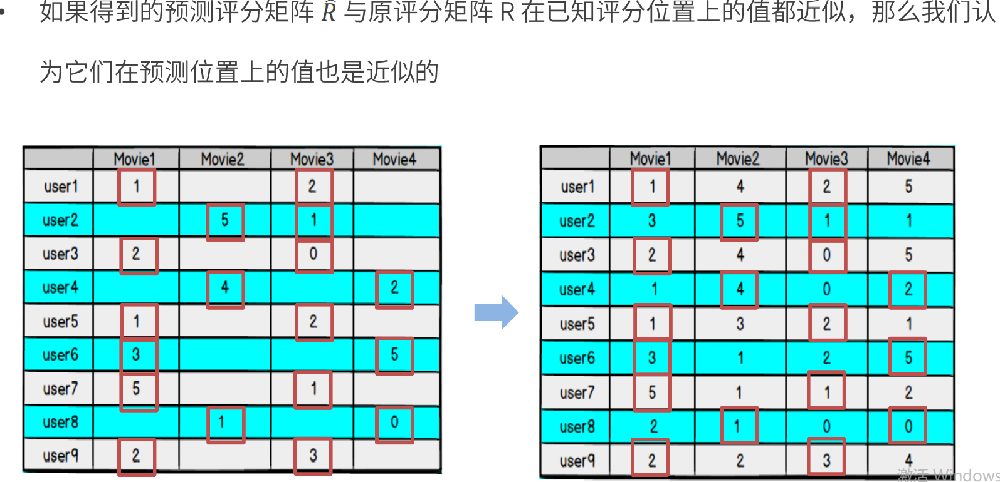 • 如果得到的预测评分矩阵 R̂ 与原评分矩阵 R 在已知评分位置上的值都近似，那么我们认
为它们在预测位置上的值也是近似的
Movie1 Movie2 Movie3 Movie4
user1 1 2
user2 5 1
user3 2 0
user4 4 2
user5 1 2
user6 3 5
user7 5 1
user8 1 0
user9 2 3
Movie1 Movie2 Movie3 Movie4
user1 1 4 2 5
user2 3 5 1 1
user3 2 4 0 5
user4 1 4 0 2
user5 1 3 2 1
user6 3 1 2 5
user7 5 1 1 2
user8 2 1 0 0
user9 2 2 3 4
激活 Windows